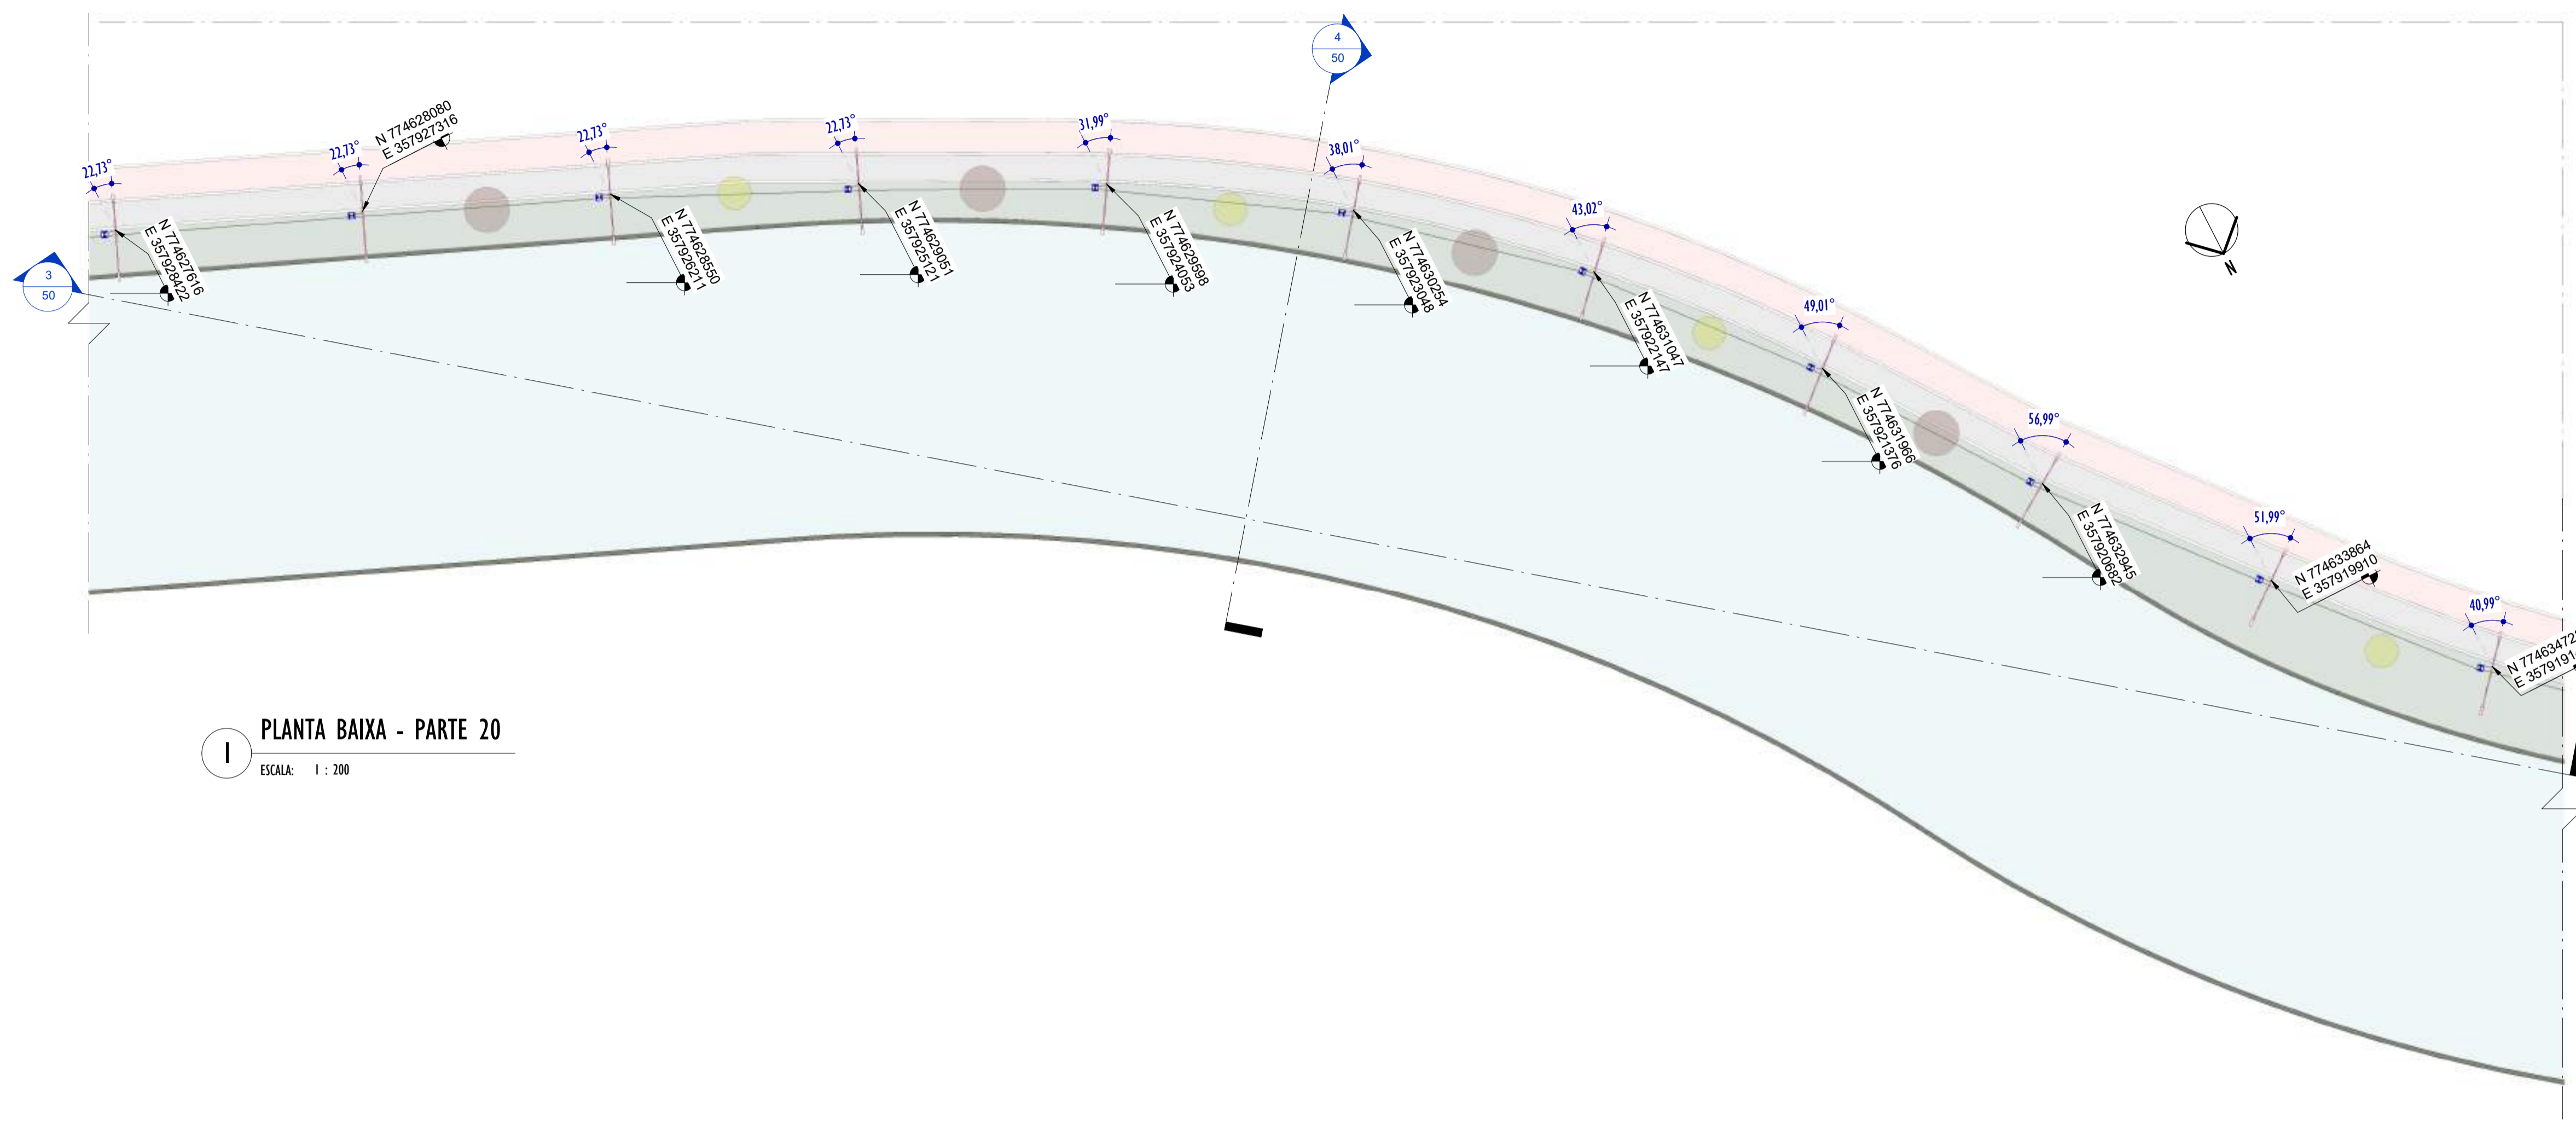 4
50
22,73°
N 774628080
E 357927316
22,73°
22,73°
22,73°
31,99°
38,01°
43,02°
49,01°
56,99°
51,99°
40,99°
N 774627616
E 357928422
N 774628550
E 357926211
N 774629051
E 357925121
N 774629598
E 357924053
N 774630254
E 357923048
N 774631047
E 357922147
N 774631966
E 357921376
N 774632945
E 357920682
N 774633864
E 357919910
N
3
50
1
PLANTA BAIXA - PARTE 20
ESCALA: 1 : 200